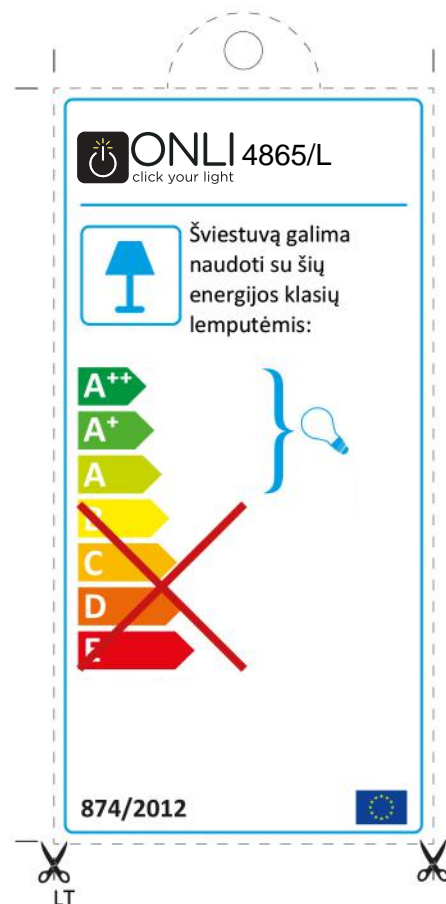 ONLI 4865/L
click your light
Šviestuvą galima
naudoti su šių
energijos klasių
lemputėmis:
A++
A+
A
B
C
D
E
874/2012
LT